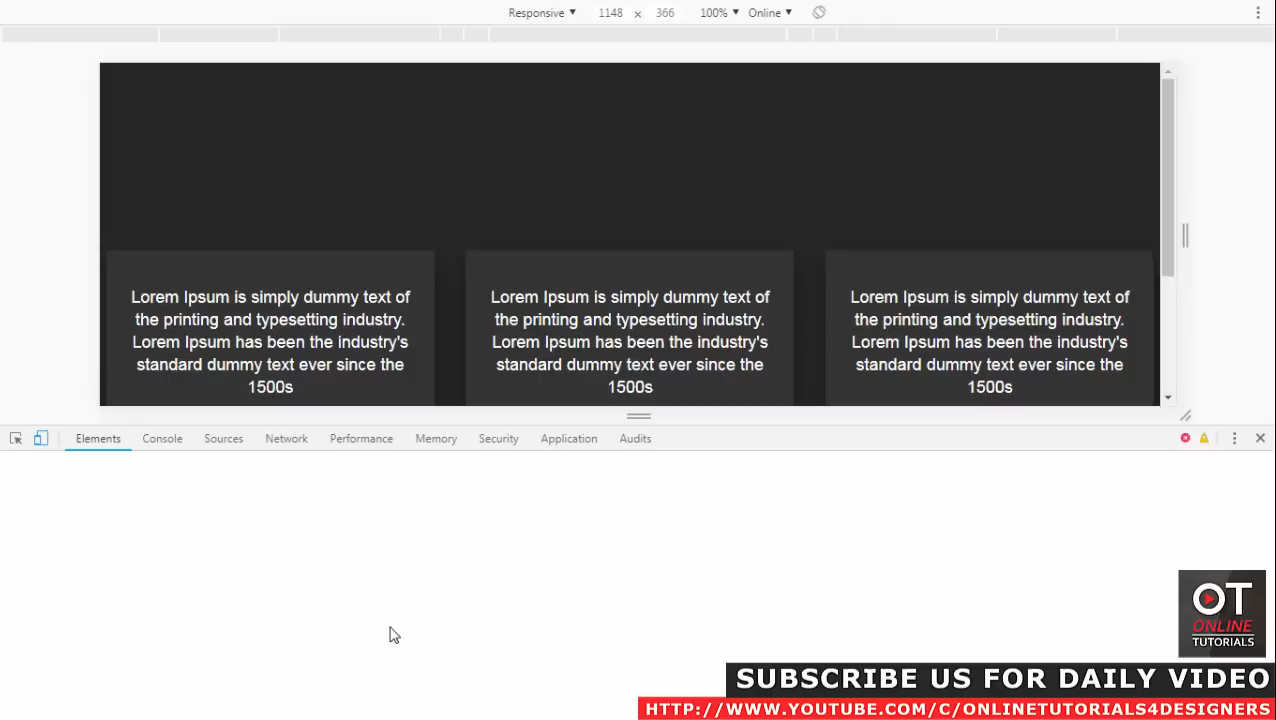 Responsive ▼ 1148 x 366 100% ▼ Online ▼
Lorem Ipsum is simply dummy text of
the printing and typesetting industry.
Lorem Ipsum has been the industry's
standard dummy text ever since the
1500s
Lorem Ipsum is simply dummy text of
the printing and typesetting industry.
Lorem Ipsum has been the industry's
standard dummy text ever since the
1500s
Lorem Ipsum is simply dummy text of
the printing and typesetting industry.
Lorem Ipsum has been the industry's
standard dummy text ever since the
1500s
Elements Console Sources Network Performance Memory Security Application Audits
OT
ONLINE
TUTORIALS
SUBSCRIBE US FOR DAILY VIDEO
HTTP://WWW.YOUTUBE.COM/C/ONLINETUTORIALS4DESIGNERS